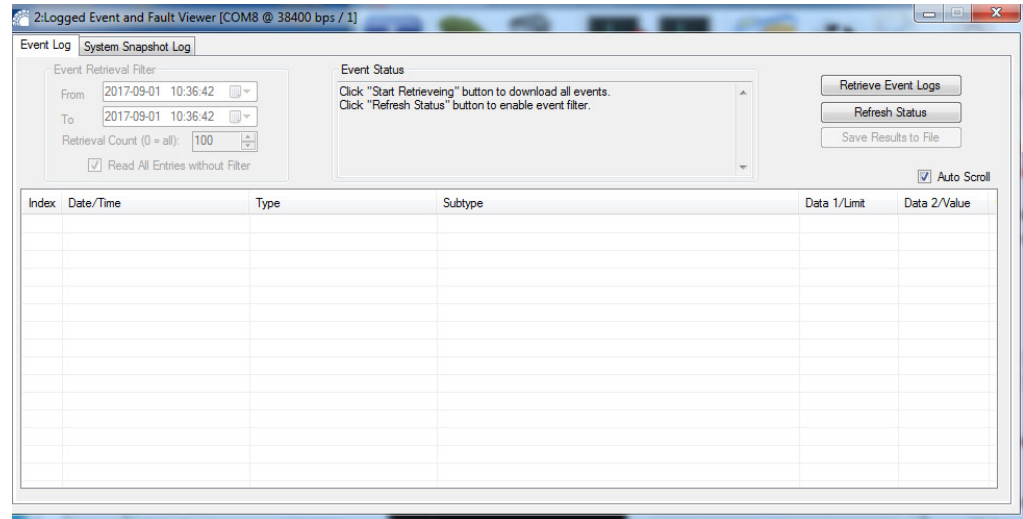 2:Logged Event and Fault Viewer [COM8 @ 38400 bps / 1]
Event Log System Snapshot Log
Event Retrieval Filter
From 2017-09-01 10:36:42
To 2017-09-01 10:36:42
Retrieval Count (0 = all): 100
Read All Entries without Filter
Event Status
Click "Start Retrieveing" button to download all events.
Click "Refresh Status" button to enable event filter.
Retrieve Event Logs
Refresh Status
Save Results to File
Auto Scroll
Index Date/Time Type Subtype Data 1/Limit Data 2/Value